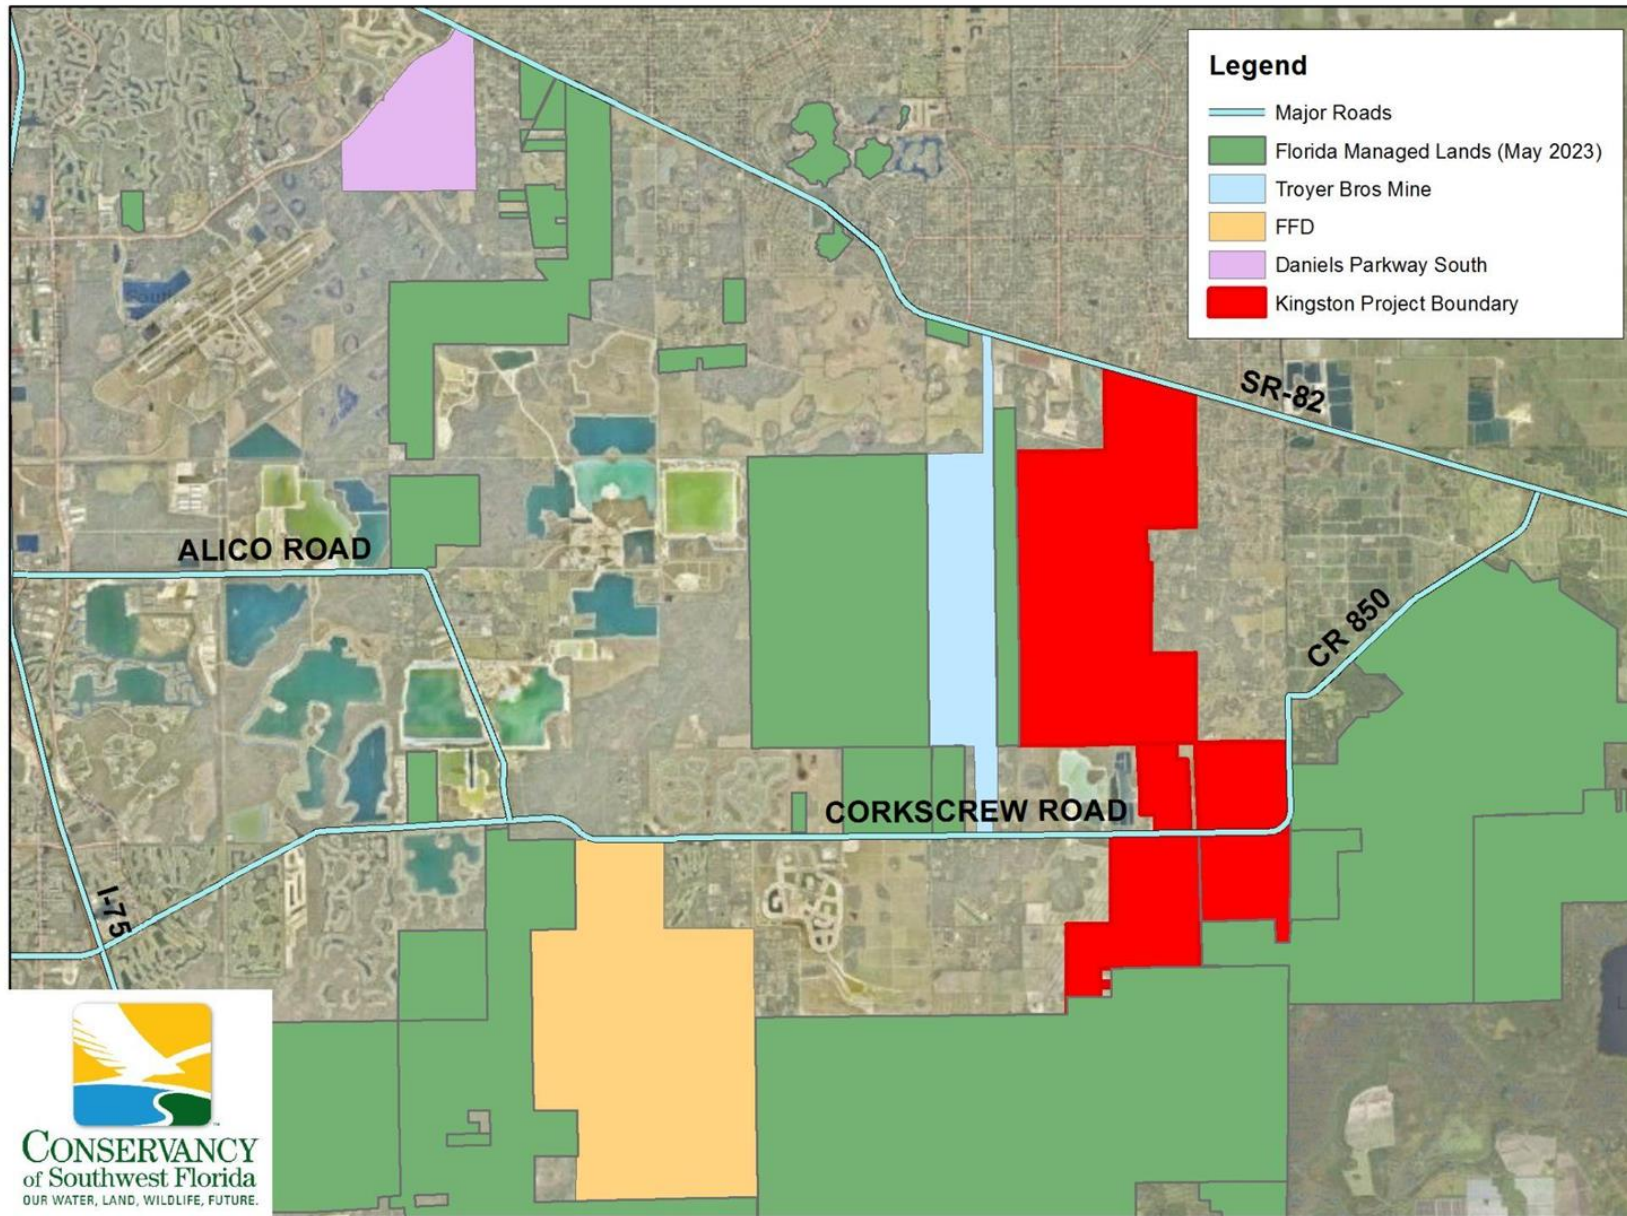 Legend
Major Roads
Florida Managed Lands (May 2023)
Troyer Bros Mine
FFD
Daniels Parkway South
Kingston Project Boundary
SR-82
ALICO ROAD
CR 850
CORKSCREW ROAD
I-75
CONSERVANCY
of Southwest Florida
OUR WATER, LAND, WILDLIFE, FUTURE.